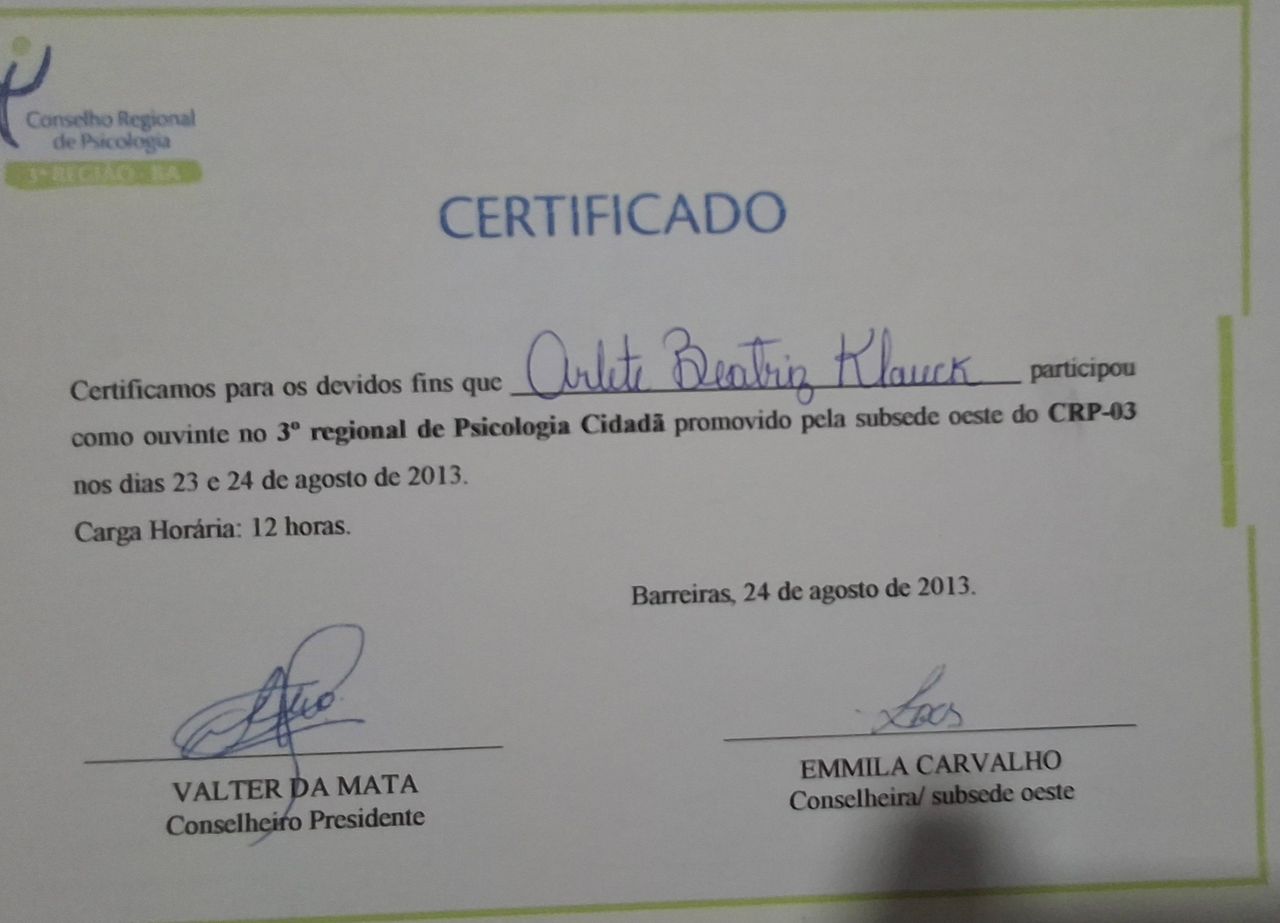 Conselho Regional
de Psicologia
3ª REGIÃO - BA
CERTIFICADO
Certificamos para os devidos fins que Arlete Beatriz Klauck participou
como ouvinte no 3º regional de Psicologia Cidadã promovido pela subsede oeste do CRP-03
nos dias 23 e 24 de agosto de 2013.
Carga Horária: 12 horas.
Barreiras, 24 de agosto de 2013.
VALTER DA MATA
Conselheiro Presidente
EMMILA CARVALHO
Conselheira/ subsede oeste